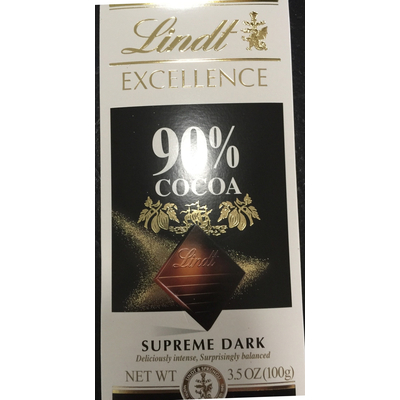 Lindt
EXCELLENCE
90%
COCOA
Lindt
SUPREME DARK
Deliciously intense, Surprisingly balanced
NET WT 3.5 OZ (100g)